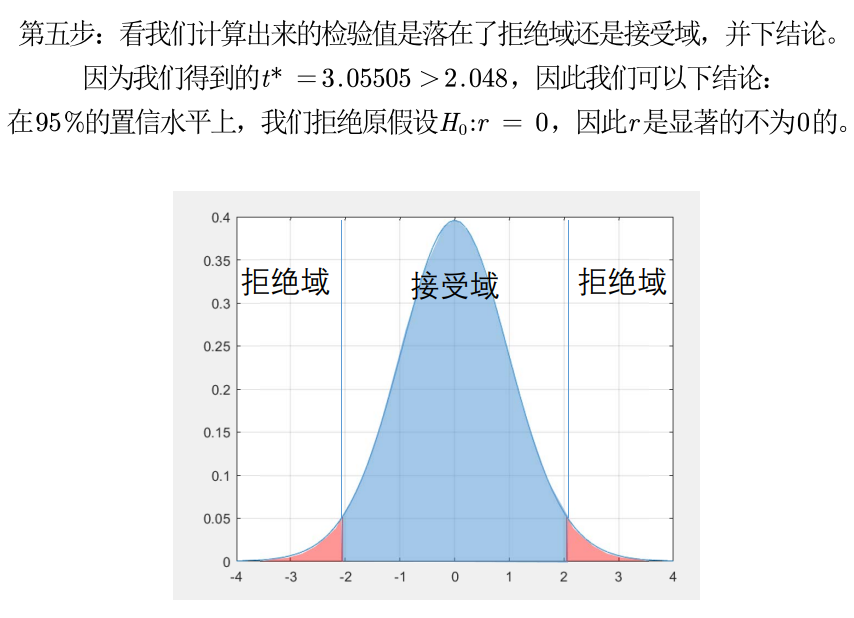 第五步：看我们计算出来的检验值是落在了拒绝域还是接受域，并下结论。
因为我们得到的t* =3.05505>2.048，因此我们可以下结论：
在95%的置信水平上，我们拒绝原假设H₀:r = 0，因此r是显著的不为0的。
0.4
0.35
拒绝域 接受域 拒绝域
0.3
0.25
0.2
0.15
0.1
0.05
0
-4 -3 -2 -1 0 1 2 3 4